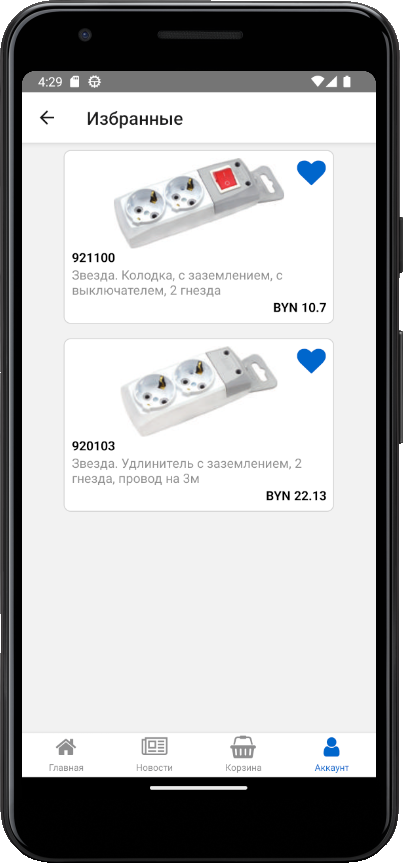 4:29
Избранные
921100
Звезда. Колодка, с заземлением, с
выключателем, 2 гнезда
BYN 10.7
920103
Звезда. Удлинитель с заземлением, 2
гнезда, провод на 3м
BYN 22.13
Главная
Новости
Корзина
Аккаунт